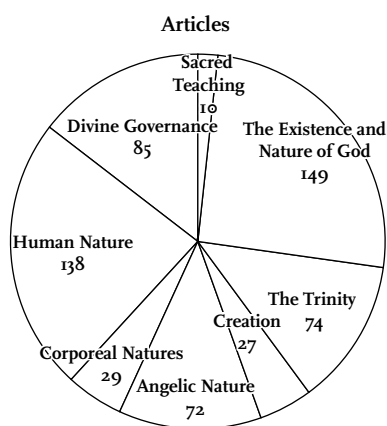 Articles
Sacred
Teaching
10
The Existence and
Nature of God
149
The Trinity
74
Creation
27
Angelic Nature
72
Corporeal Natures
29
Human Nature
138
Divine Governance
85